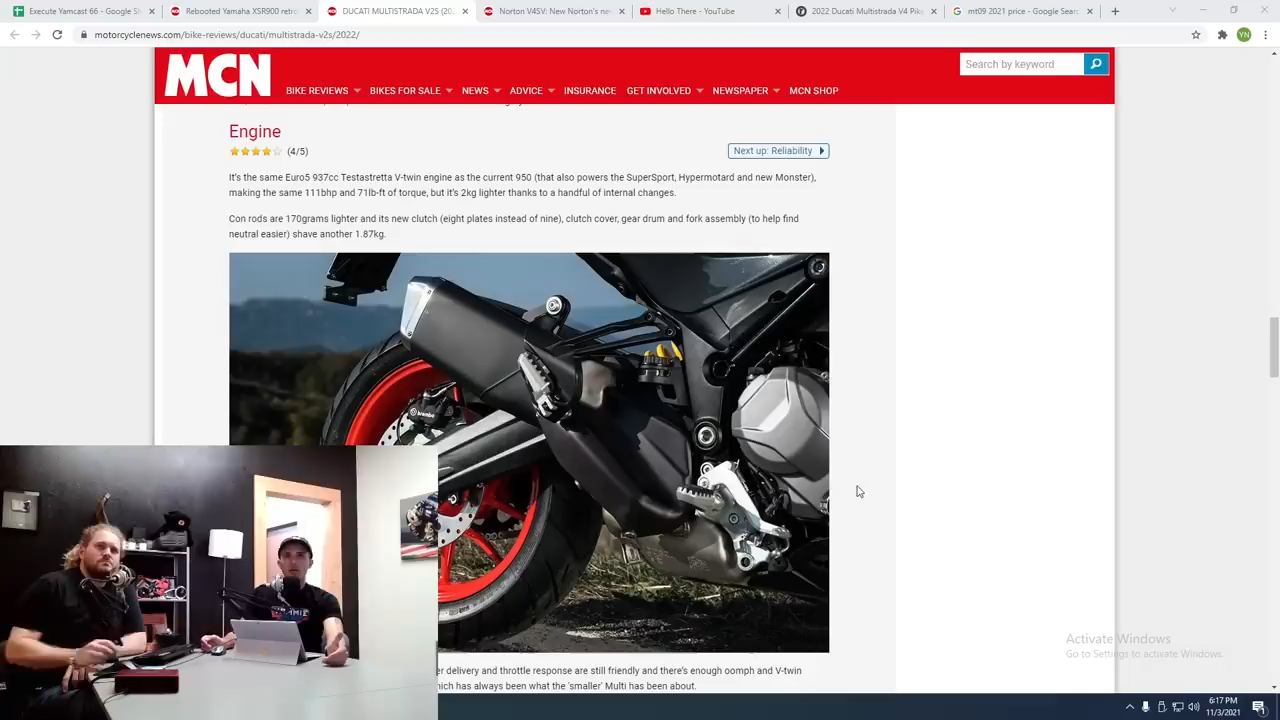 Execute Yamcast 66 - Google Sh
Rebooted Yamaha XSR900 retro
DUCATI MULTISTRADA V2S (202
Norton V4SV: New Norton's ne
Hello There - YouTube
2022 Ducati Multistrada V4 Pike
mt09 2021 price - Google Searc
motorcyclenews.com/bike-reviews/ducati/multistrada-v2s/2022/
YN
MCN
Search by keyword
BIKE REVIEWS BIKES FOR SALE NEWS ADVICE INSURANCE GET INVOLVED NEWSPAPER MCN SHOP
Engine
(4/5)
Next up: Reliability
It's the same Euro5 937cc Testastretta V-twin engine as the current 950 (that also powers the SuperSport, Hypermotard and new Monster),
making the same 111bhp and 71lb-ft of torque, but it's 2kg lighter thanks to a handful of internal changes.
Con rods are 170grams lighter and its new clutch (eight plates instead of nine), clutch cover, gear drum and fork assembly (to help find
neutral easier) shave another 1.87kg.
brembo
er delivery and throttle response are still friendly and there's enough oomph and V-twin
hich has always been what the 'smaller' Multi has been about.
Activate Windows
Go to Settings to activate Windows.
6:17 PM
11/3/2021